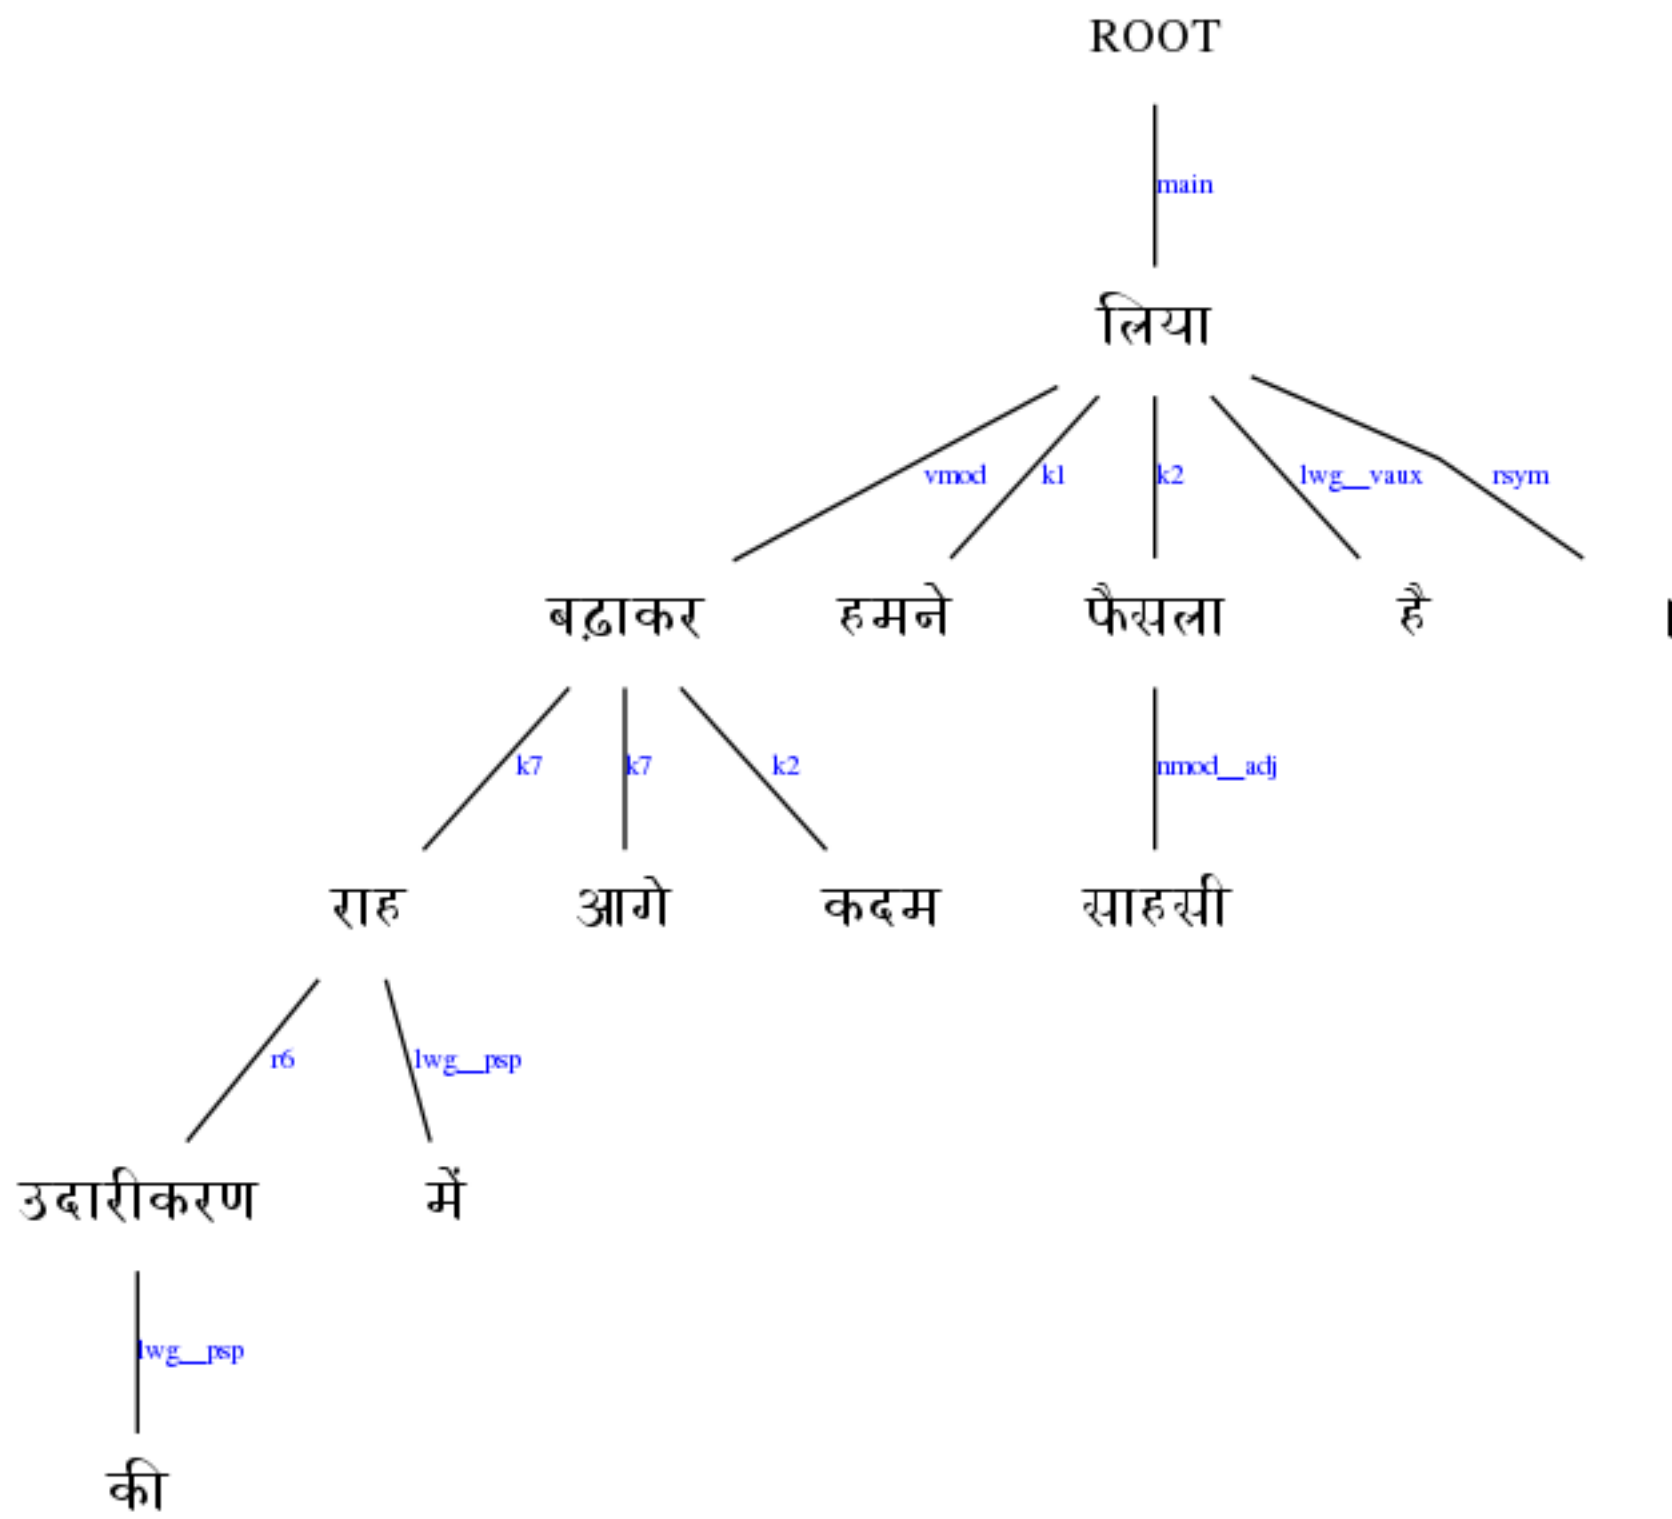 ROOT
main
लिया
vmod k1 k2 lwg__vaux rsym
बढ़ाकर हमने फैसला है ।
k7 k7 k2 nmod__adj
राह आगे कदम साहसी
r6 lwg__psp
उदारीकरण में
lwg__psp
की